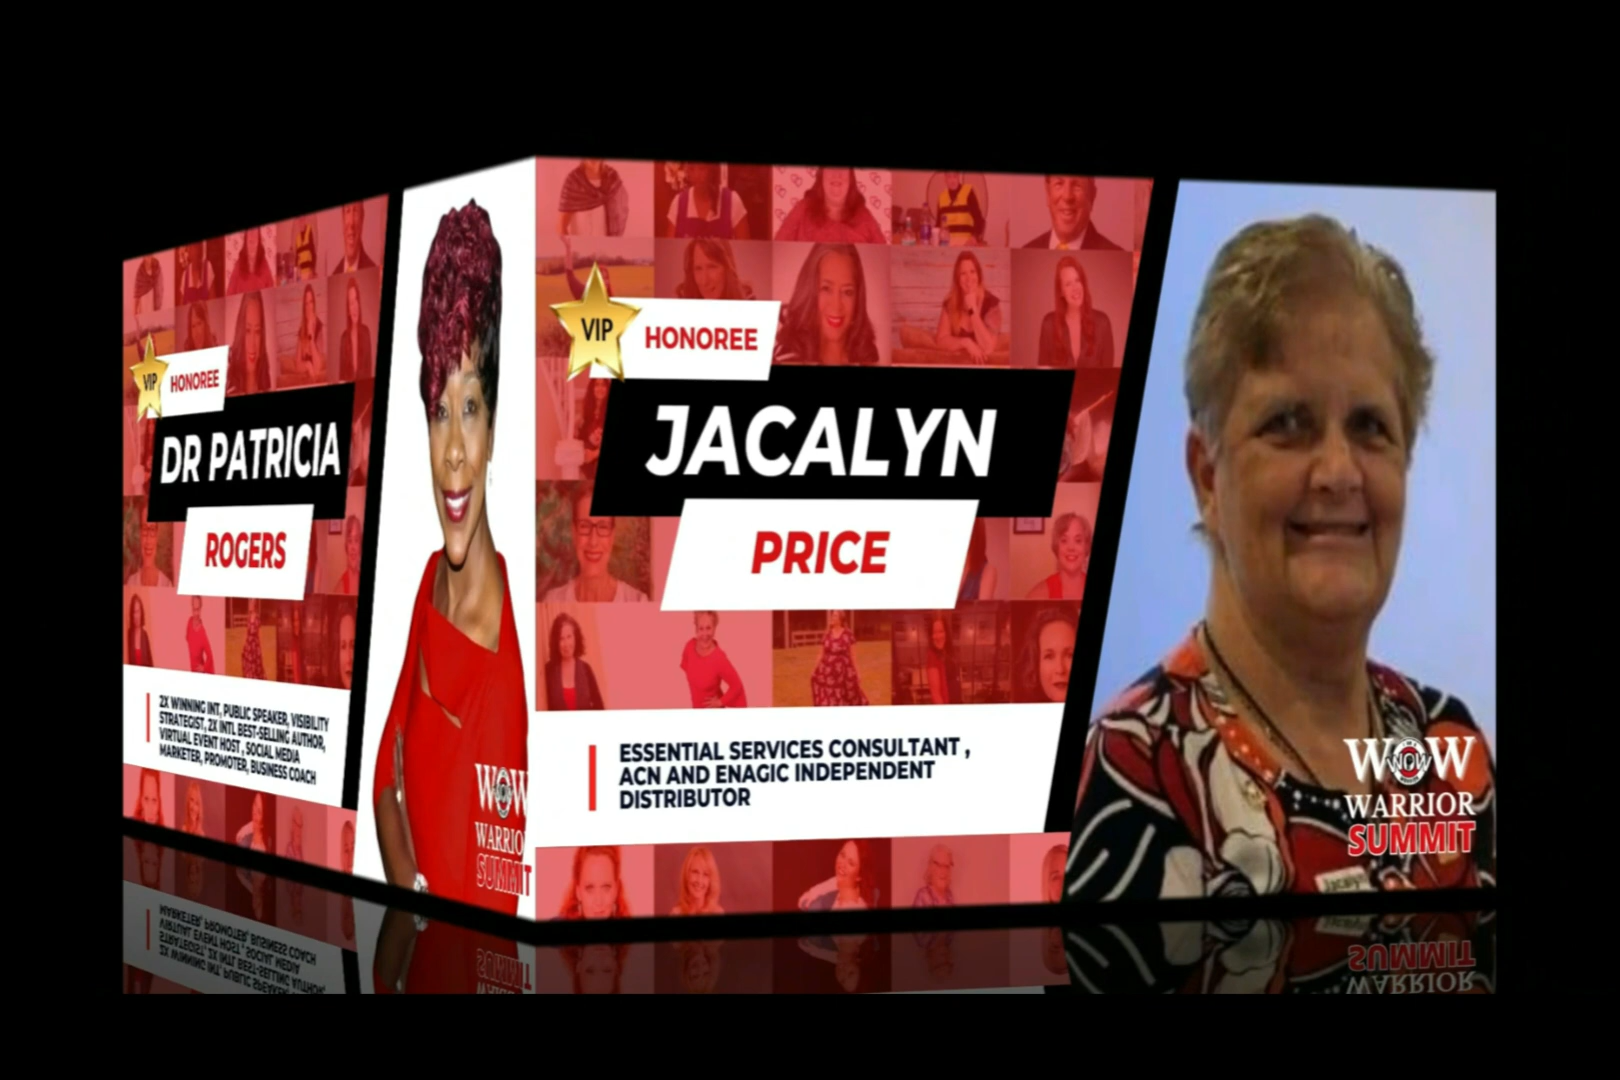 VIP
HONOREE
DR PATRICIA
ROGERS
2X WINNING INT. PUBLIC SPEAKER, VISIBILITY
STRATEGIST, 2X INTL BEST-SELLING AUTHOR,
VIRTUAL EVENT HOST , SOCIAL MEDIA
MARKETER, PROMOTER, BUSINESS COACH
WOW
WARRIO
SUMMIT
VIP
HONOREE
JACALYN
PRICE
ESSENTIAL SERVICES CONSULTANT ,
ACN AND ENAGIC INDEPENDENT
DISTRIBUTOR
WOW
NOW
WARRIOR
SUMMIT